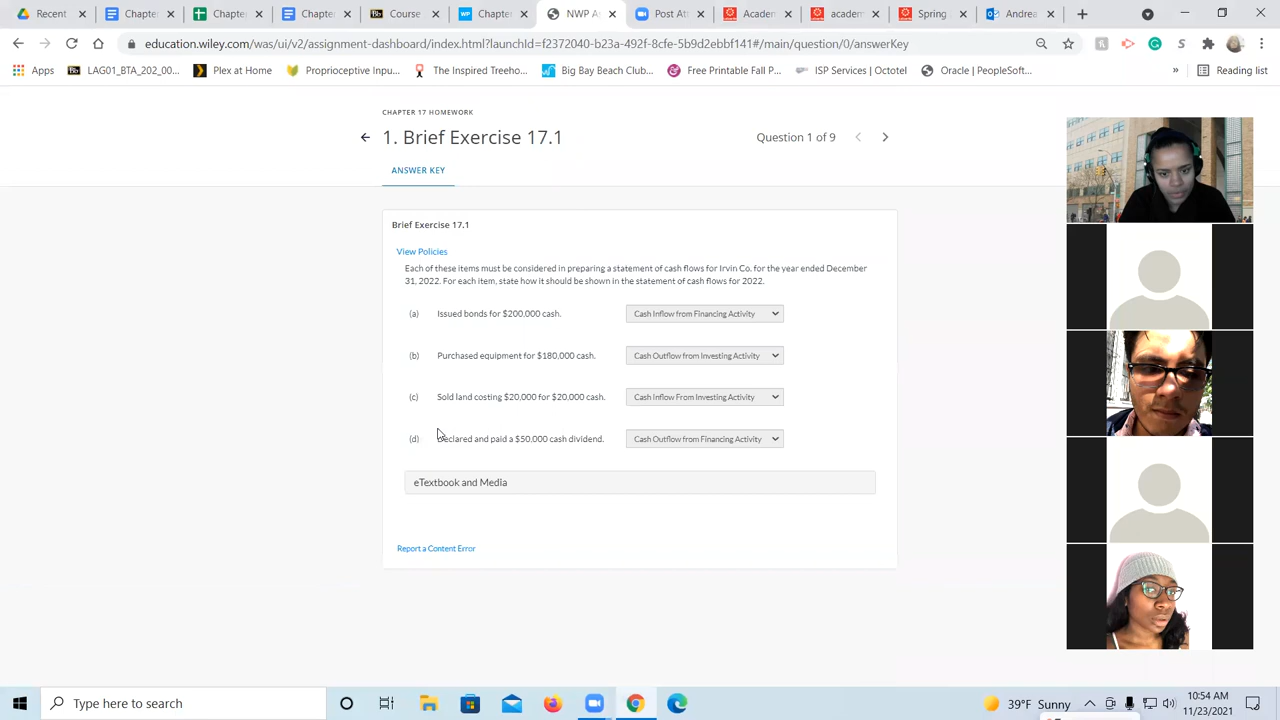 Recent
Chapter
Chapter
Chapter
Course
Chapter
NWP As
Post Att
academ
academ
Spring
Andree
education.wiley.com/was/ui/v2/assignment-dashboard/index.html?launchId=f2372040-b23a-492f-8cfe-5b9d2ebbf141#/main/question/0/answerKey
Apps
LAG01_BTA_202_00...
Plex at Home
Proprioceptive Inpu...
The Inspired Treeho...
Big Bay Beach Club...
Free Printable Fall P...
ISP Services | Octotel
Oracle | PeopleSoft...
»
Reading list
CHAPTER 17 HOMEWORK
1. Brief Exercise 17.1
Question 1 of 9
ANSWER KEY
Brief Exercise 17.1
View Policies
Each of these items must be considered in preparing a statement of cash flows for Irvin Co. for the year ended December
31, 2022. For each item, state how it should be shown in the statement of cash flows for 2022.
(a) Issued bonds for $200,000 cash. Cash Inflow from Financing Activity
(b) Purchased equipment for $180,000 cash. Cash Outflow from Investing Activity
(c) Sold land costing $20,000 for $20,000 cash. Cash Inflow From Investing Activity
(d) Declared and paid a $50,000 cash dividend. Cash Outflow from Financing Activity
eTextbook and Media
Report a Content Error
Type here to search
39°F Sunny
10:54 AM
11/23/2021